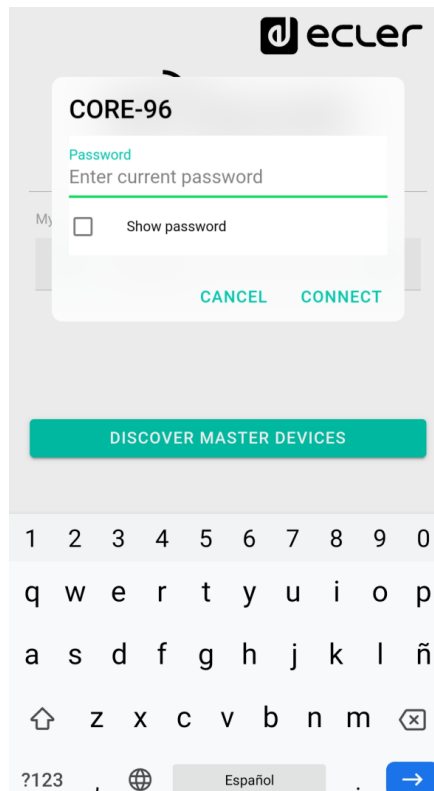 ecler
CORE-96
Password
Enter current password
My
Show password
CANCEL CONNECT
DISCOVER MASTER DEVICES
1 2 3 4 5 6 7 8 9 0
q w e r t y u i o p
a s d f g h j k l ñ
z x c v b n m
?123 , Español .